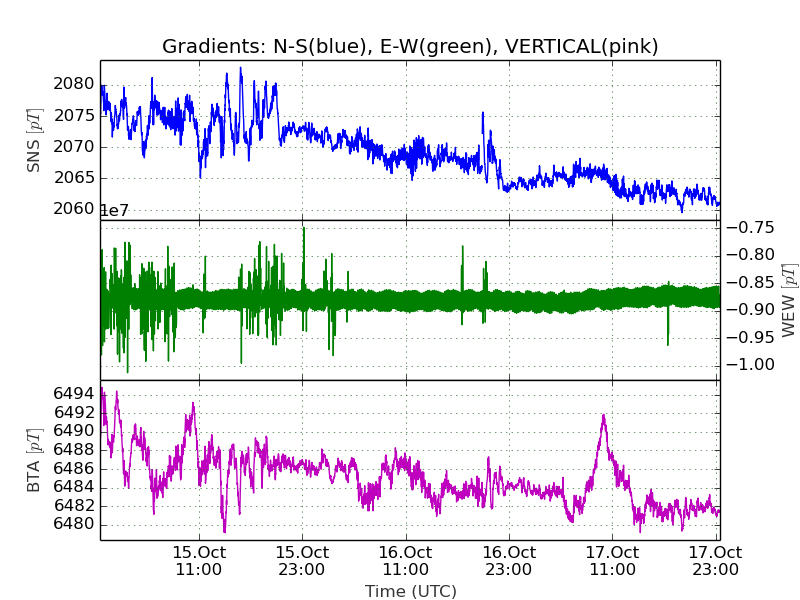 Gradients: N-S(blue), E-W(green), VERTICAL(pink)
2080
2075
2070
2065
2060
SNS [pT]
1e7
−0.75
−0.80
−0.85
−0.90
−0.95
−1.00
WEW [pT]
6494
6492
6490
6488
6486
6484
6482
6480
BTA [pT]
15.Oct 15.Oct 16.Oct 16.Oct 17.Oct 17.Oct
11:00 23:00 11:00 23:00 11:00 23:00
Time (UTC)